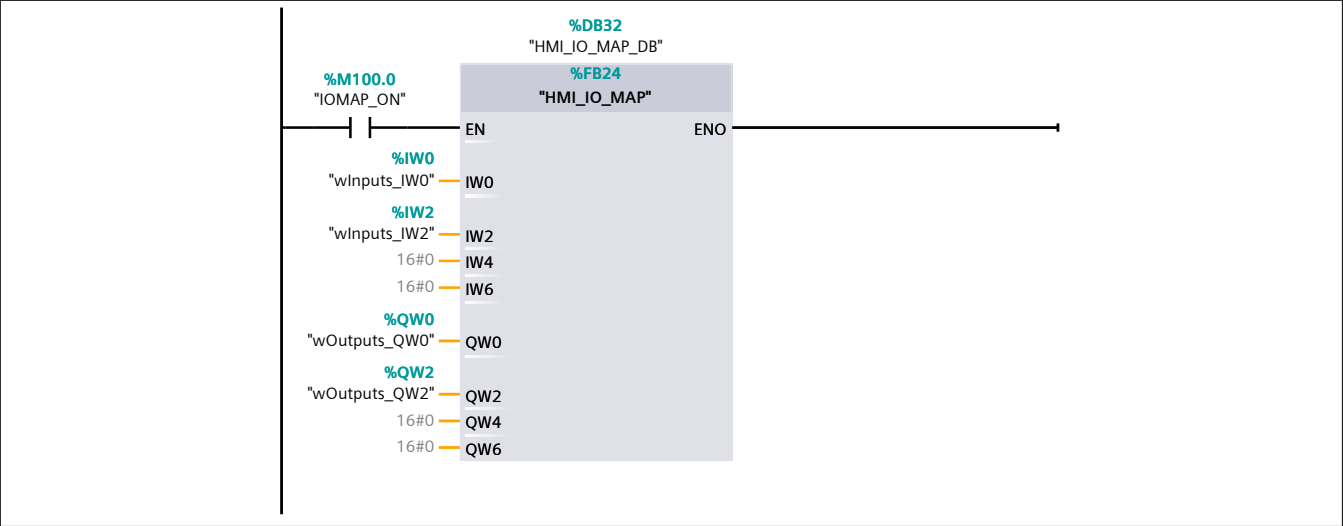 %DB32
"HMI_IO_MAP_DB"
%M100.0
"IOMAP_ON"
%FB24
"HMI_IO_MAP"
EN
ENO
%IW0
"wInputs_IW0"
IW0
%IW2
"wInputs_IW2"
IW2
16#0
IW4
16#0
IW6
%QW0
"wOutputs_QW0"
QW0
%QW2
"wOutputs_QW2"
QW2
16#0
QW4
16#0
QW6